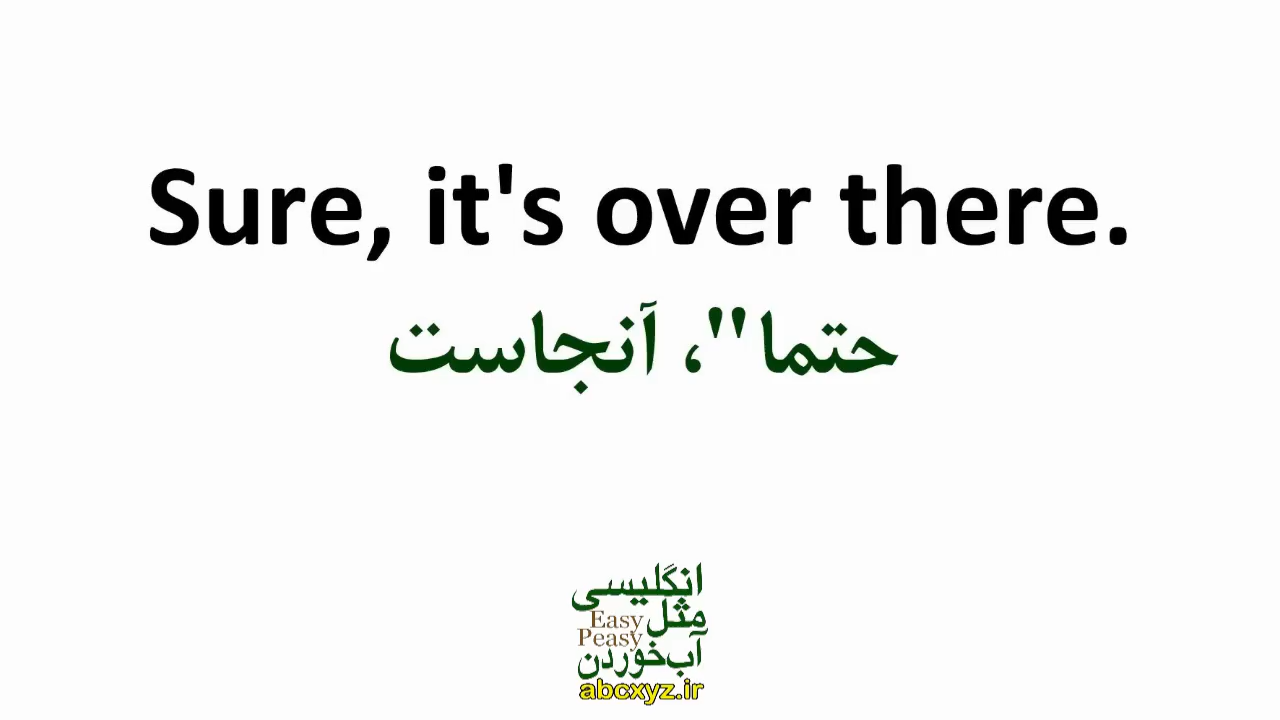 Sure, it's over there.
حتما"، آنجاست
انگلیسی
مثل
Easy
Peasy
آب‌خوردن
abcxyz.ir